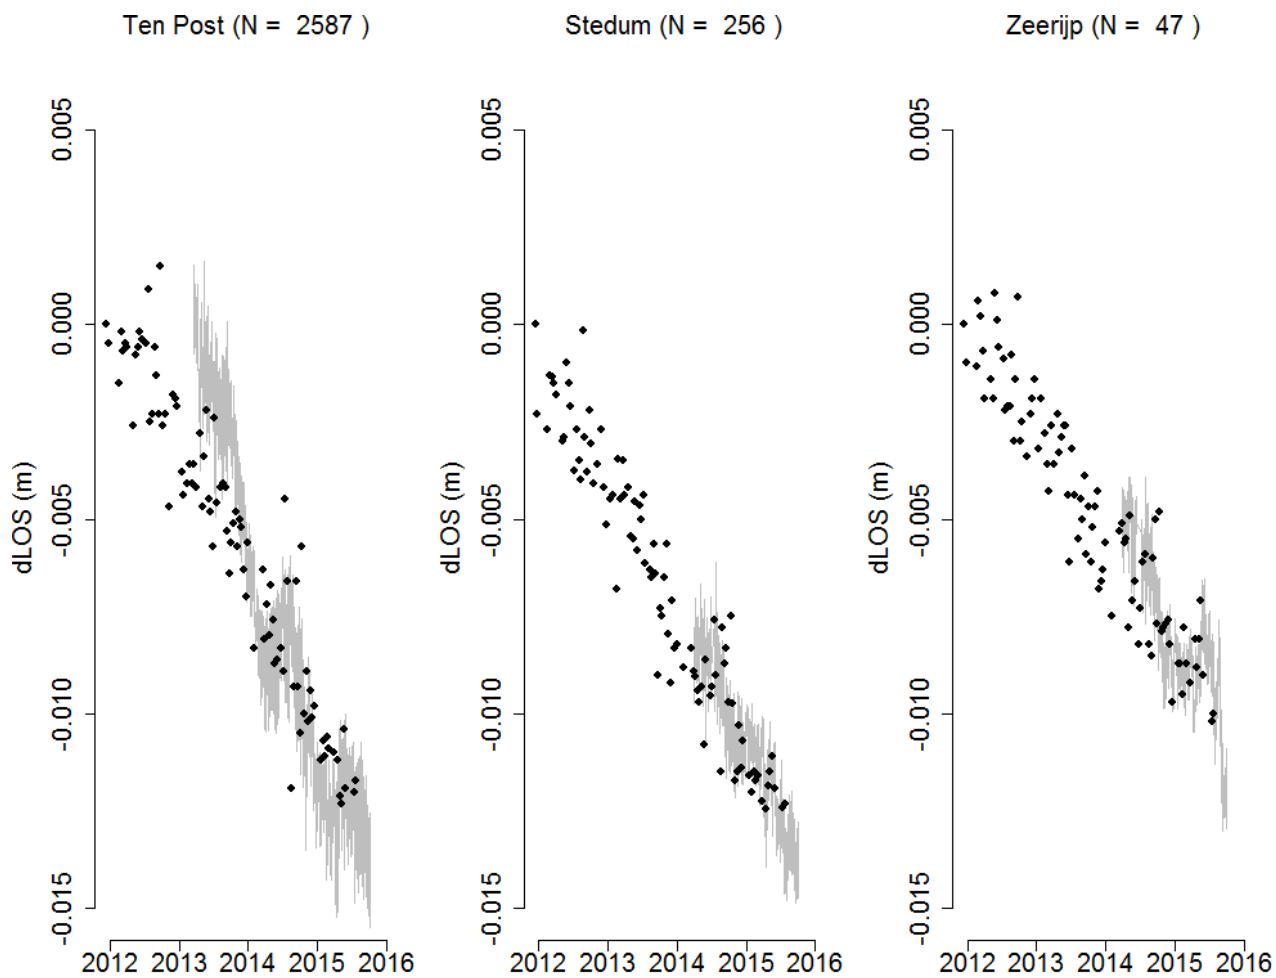 Ten Post (N =  2587 )
0.005
0.000
-0.005
-0.010
-0.015
dLOS (m)
2012 2013 2014 2015 2016
Stedum (N =  256 )
0.005
0.000
-0.005
-0.010
-0.015
dLOS (m)
2012 2013 2014 2015 2016
Zeerijp (N =  47 )
0.005
0.000
-0.005
-0.010
-0.015
dLOS (m)
2012 2013 2014 2015 2016